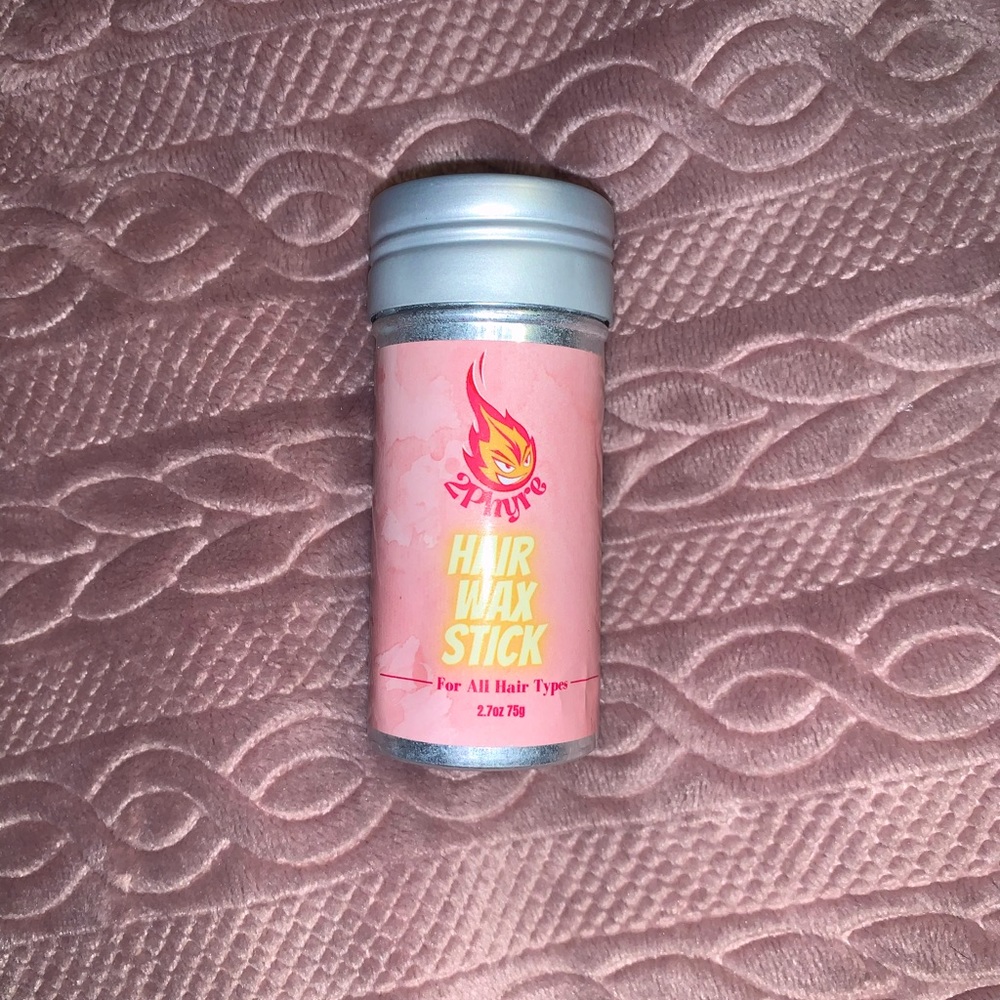 2Phyre
HAIR
WAX
STICK
For All Hair Types
2.7oz 75g